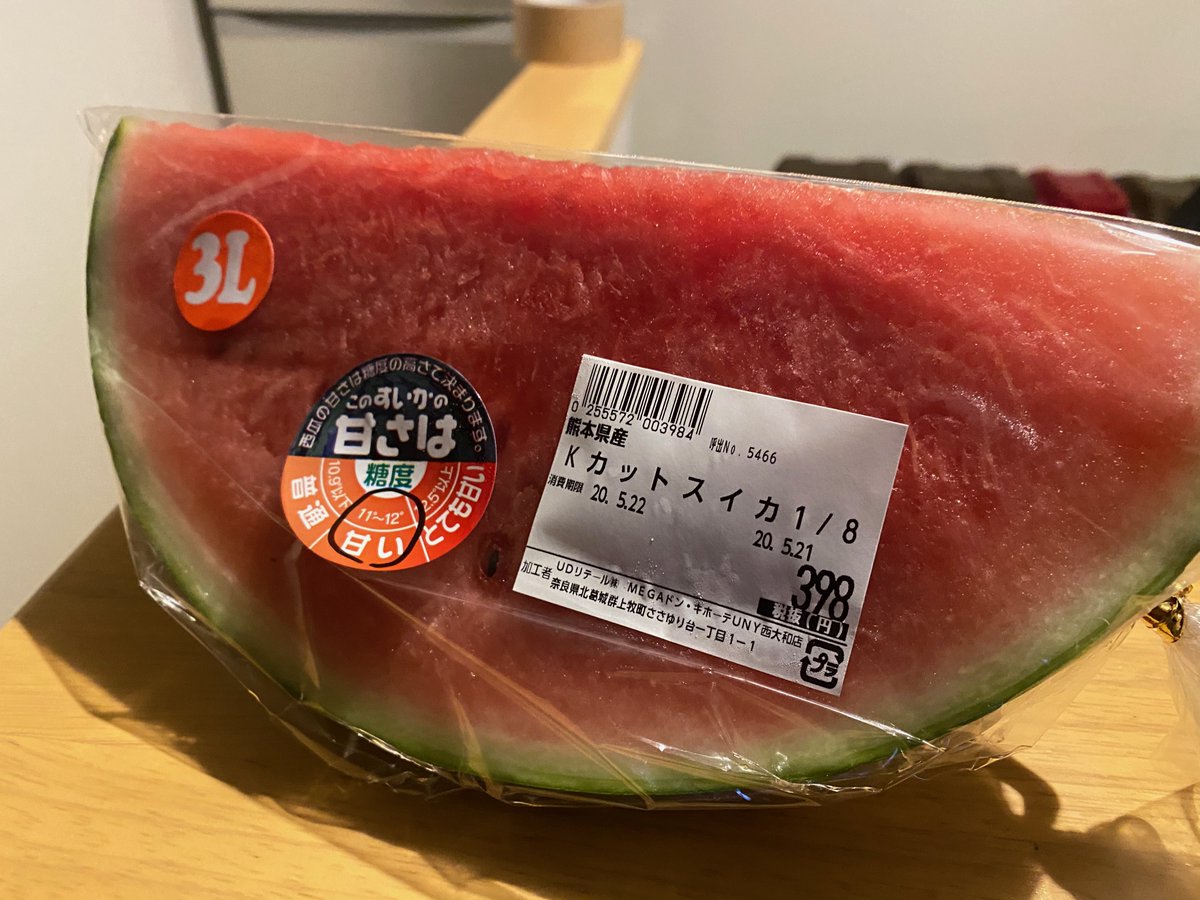 3L
西瓜の甘さは糖度の高さで決まります。
このすいかの
甘さは
糖度
普通
10.9°以下
11°~12°
甘い
12.5°以上
とても甘い
0 255572 003984
呼出No. 5466
熊本県産
Kカットスイカ1/8
消費期限
20. 5.22
20. 5.21
398
税抜(円)
加工者 UDリテール㈱ MEGAドン・キホーテUNY西大和店
奈良県北葛城群上牧町ささゆり台一丁目1-1
プラ